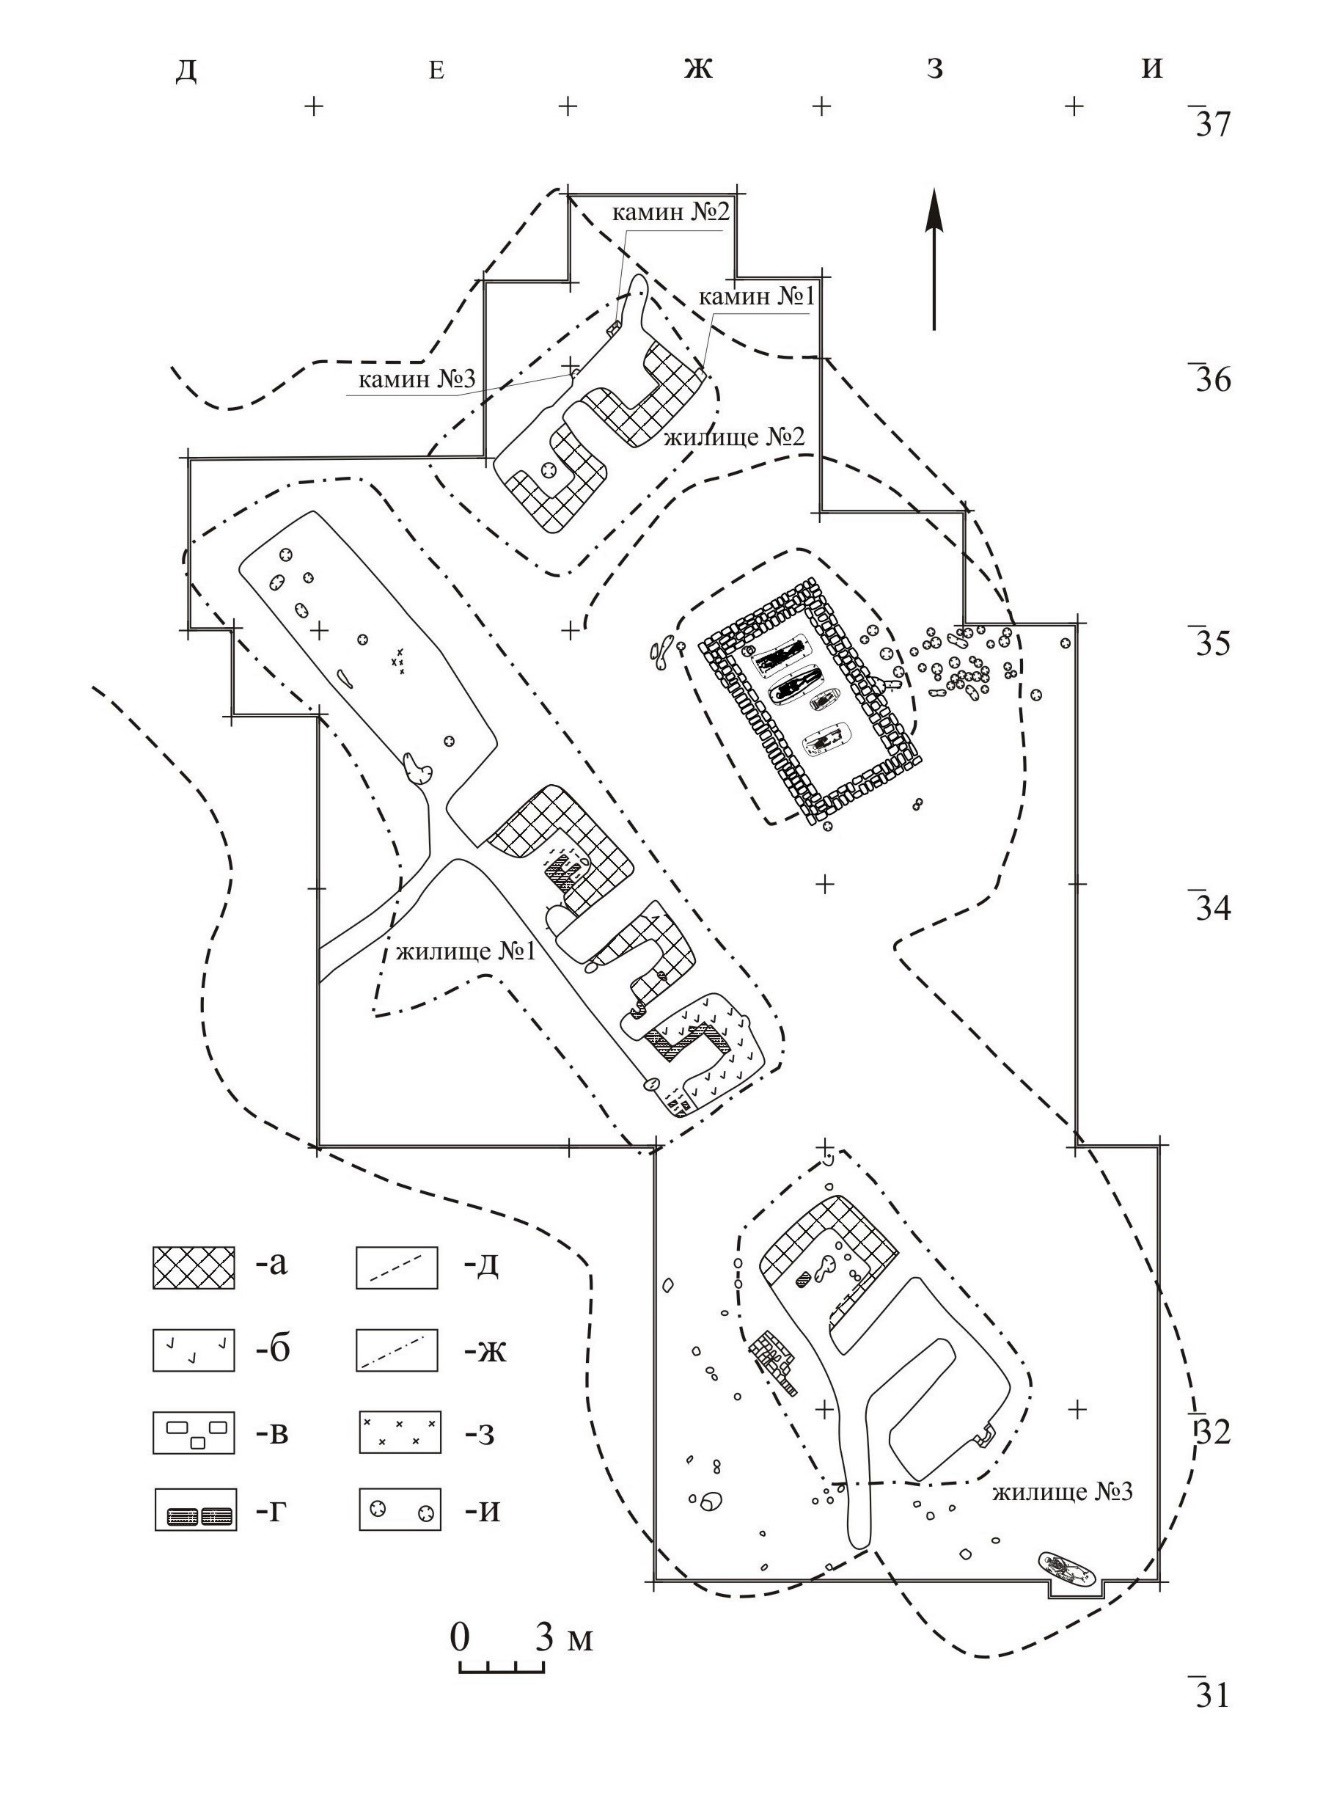 Д Е Ж З И
37
камин №2
камин №1
36
камин №3
жилище №2
35
34
жилище №1
-а -д
-б -ж
-в -з
32
-г -и
жилище №3
0 3 м
31